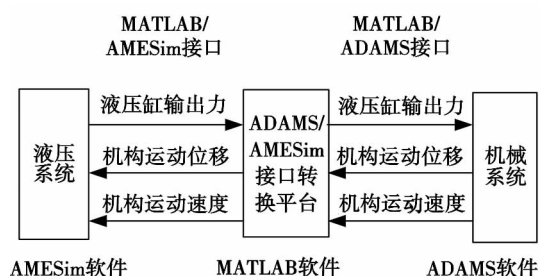 MATLAB/
AMESim接口
MATLAB/
ADAMS接口
液压
系统
液压缸输出力
机构运动位移
机构运动速度
ADAMS/
AMESim
接口转
换平台
液压缸输出力
机构运动位移
机构运动速度
机械
系统
AMESim软件
MATLAB软件
ADAMS软件